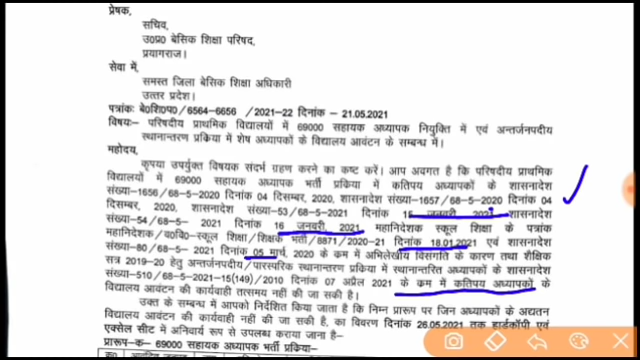 प्रेषक,
सचिव,
उ0प्र0 बेसिक शिक्षा परिषद,
प्रयागराज।
सेवा में,
समस्त जिला बेसिक शिक्षा अधिकारी
उत्तर प्रदेश।
पत्रांकः बे0शि0प0/6564-6656 /2021-22 दिनांक - 21.05.2021
विषयः- परिषदीय प्राथमिक विद्यालयों में 69000 सहायक अध्यापक नियुक्ति में एवं अन्तर्जनपदीय
स्थानान्तरण प्रकिया में शेष अध्यापकों के विद्यालय आवंटन के सम्बन्ध में।
महोदय,
कृपया उपर्युक्त विषयक संदर्भ ग्रहण करने का कष्ट करें। आप अवगत है कि परिषदीय प्राथमिक
विद्यालयों में 69000 सहायक अध्यापक भर्ती प्रकिया में कतिपय अध्यापकों के शासनादेश
संख्या-1656/68-5-2020 दिनांक 04 दिसम्बर, 2020, शासनादेश संख्या-1657/68-5-2020 दिनांक 04
दिसम्बर, 2020, शासनादेश संख्या-53/68-5-2021 दिनांक 15 जनवरी 2021 शासनादेश
संख्या-54/68-5- 2021 दिनांक 16 जनवरी 2021, महानिदेशक स्कूल शिक्षा के पत्रांक
महानिदेशक/व0वि0-स्कूल शिक्षा/शिक्षक भर्ती/8871/2020-21 दिनांक 18.01.2021 एवं शासनादेश
संख्या-80/68-5- 2021 दिनांक 05 मार्च, 2020 के कम में अभिलेखीय विसंगति के कारण तथा शैक्षिक
सत्र 2019-20 हेतु अन्तर्जनपदीय/पारस्परिक स्थानान्तरण प्रकिया में स्थानान्तरित अध्यापकों के शासनादेश
संख्या-510/68-5-2021-15(149)/2010 दिनांक 07 अप्रैल 2021 के कम में कतिपय अध्यापकों के
विद्यालय आवंटन की कार्यवाही तत्समय नहीं की जा सकी है।
उक्त के सम्बन्ध में आपको निर्देशित किया जाता है कि निम्न प्रारूप पर जिन अध्यापकों के अद्यतन
विद्यालय आवंटन की कार्यवाही नहीं की जा सकी है, का विवरण दिनांक 26.05.2021 तक हार्डकॉपी एवं
एक्सेल सीट में अनिवार्य रूप से उपलब्ध कराया जाना है-
प्रारूप-क- 69000 सहायक अध्यापक भर्ती प्रक्रिया-